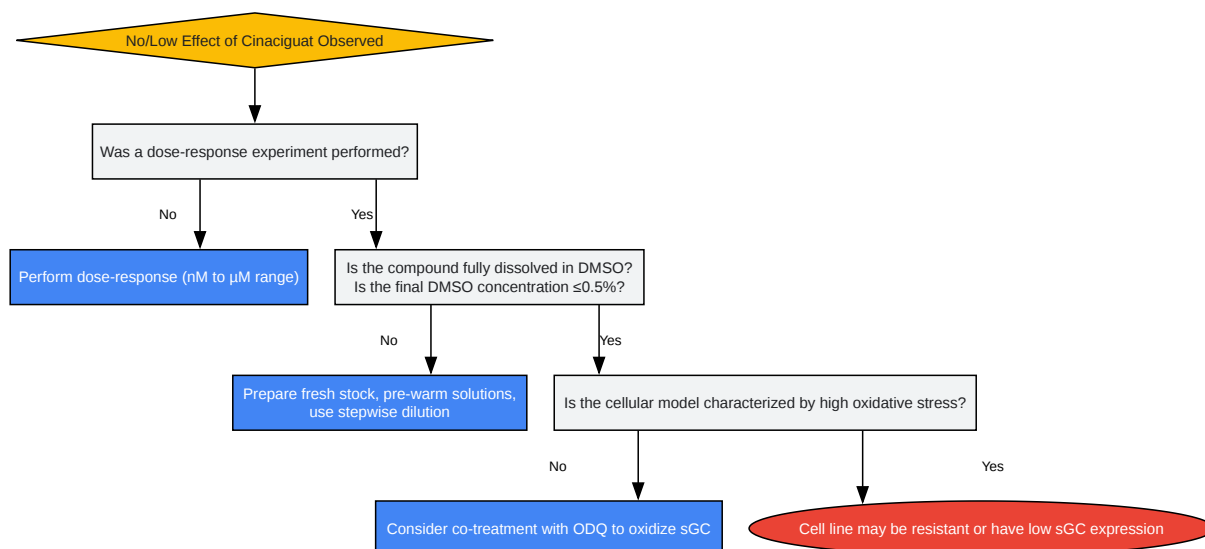 No/Low Effect of Cinaciguat Observed
Was a dose-response experiment performed?
No
Yes
Perform dose-response (nM to µM range)
Is the compound fully dissolved in DMSO?
Is the final DMSO concentration ≤0.5%?
No
Yes
Prepare fresh stock, pre-warm solutions,
use stepwise dilution
Is the cellular model characterized by high oxidative stress?
No
Yes
Consider co-treatment with ODQ to oxidize sGC
Cell line may be resistant or have low sGC expression